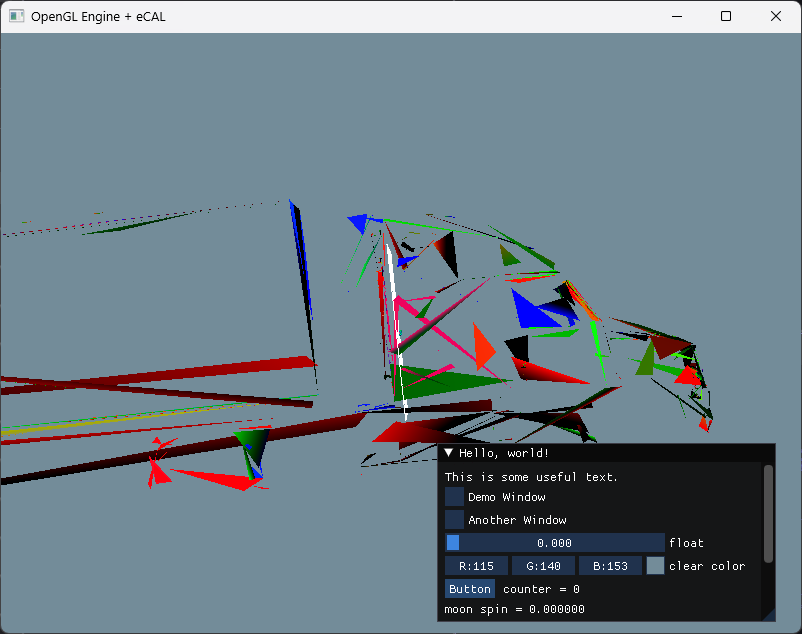 OpenGL Engine + eCAL
Hello, world!
This is some useful text.
Demo Window
Another Window
0.000 float
R:115 G:140 B:153 clear color
Button counter = 0
moon spin = 0.000000